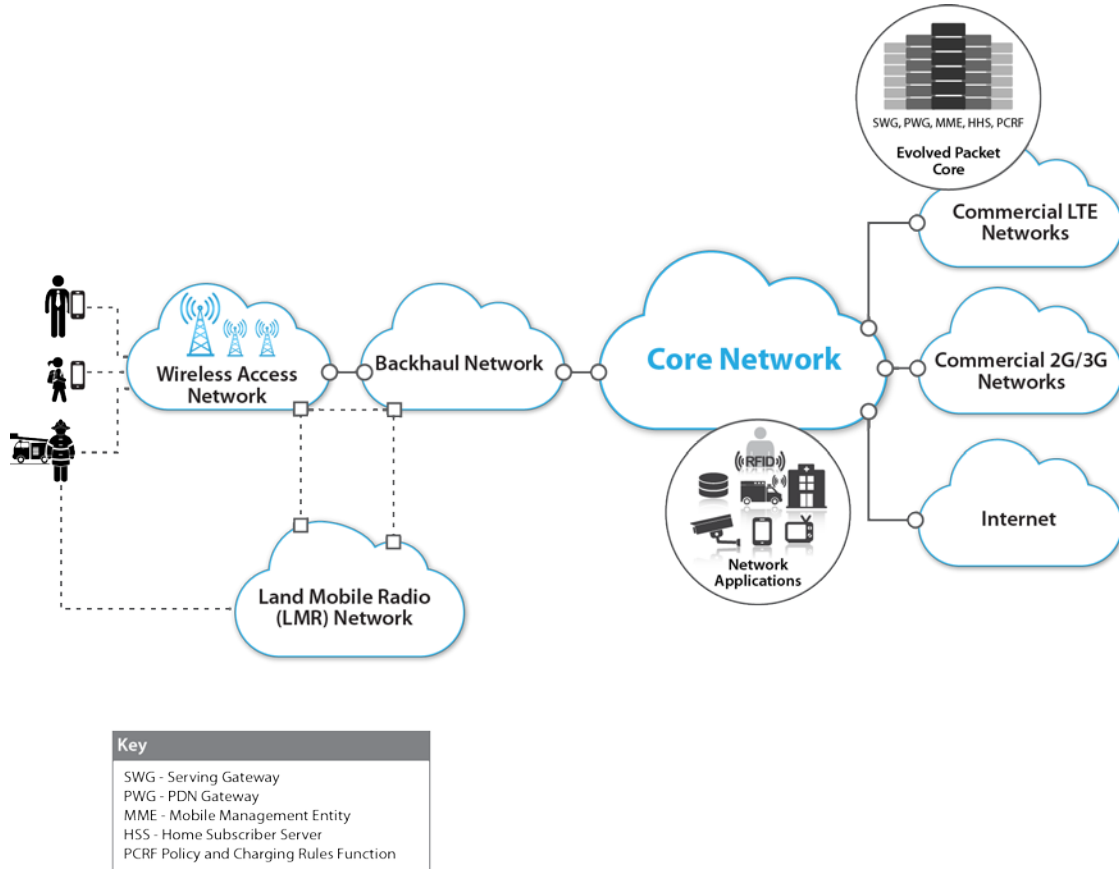 SWG, PWG, MME, HHS, PCRF
Evolved Packet
Core
Commercial LTE
Networks
Wireless Access
Network
Backhaul Network
Core Network
Commercial 2G/3G
Networks
RFID
Network
Applications
Internet
Land Mobile Radio
(LMR) Network
Key
SWG - Serving Gateway
PWG - PDN Gateway
MME - Mobile Management Entity
HSS - Home Subscriber Server
PCRF Policy and Charging Rules Function